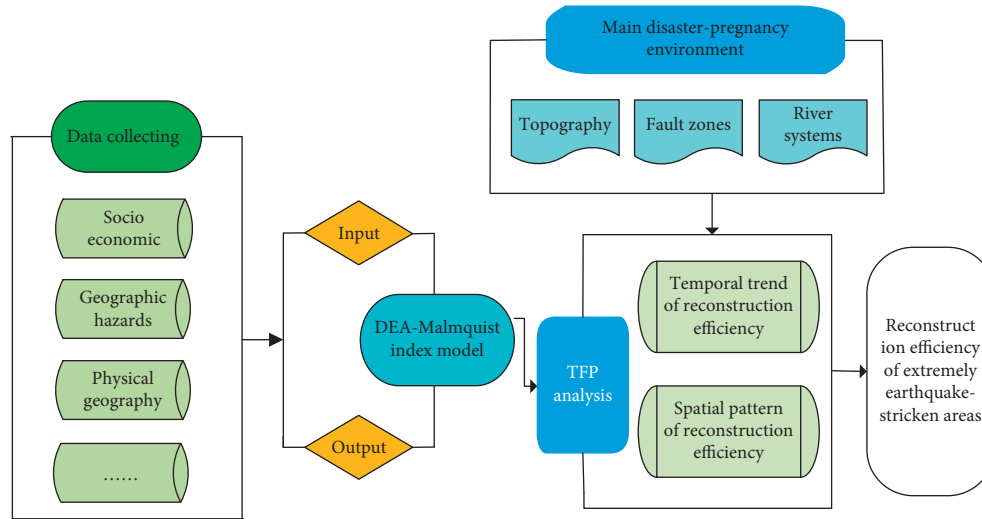 Main disaster-pregnancy
environment
Topography
Fault zones
River
systems
Data collecting
Socio
economic
Geographic
hazards
Physical
geography
......
Input
Output
DEA-Malmquist
index model
TFP
analysis
Temporal trend
of reconstruction
efficiency
Spatial pattern
of reconstruction
efficiency
Reconstruct
ion efficiency
of extremely
earthquake-
stricken areas